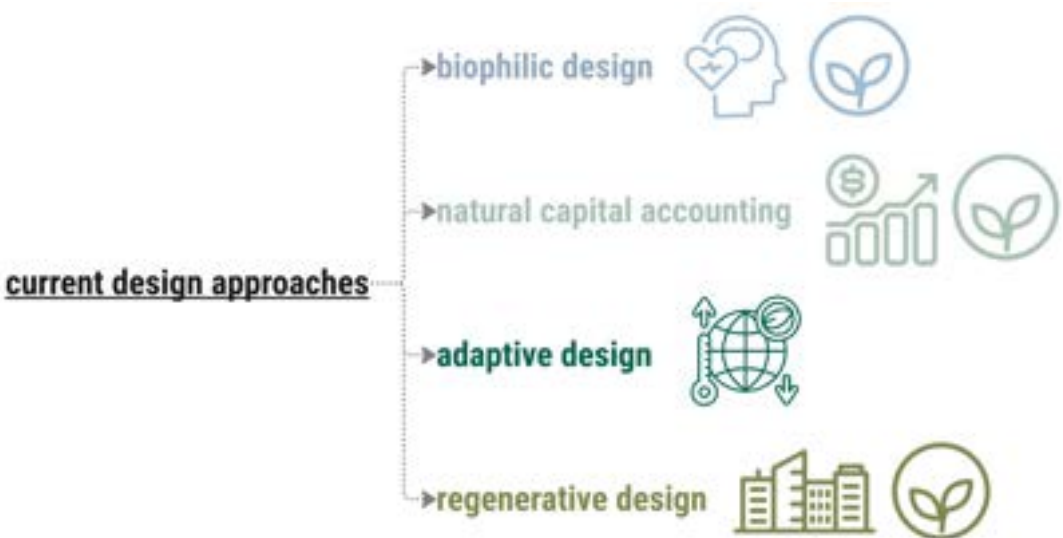 biophilic design
natural capital accounting
$
current design approaches
adaptive design
regenerative design